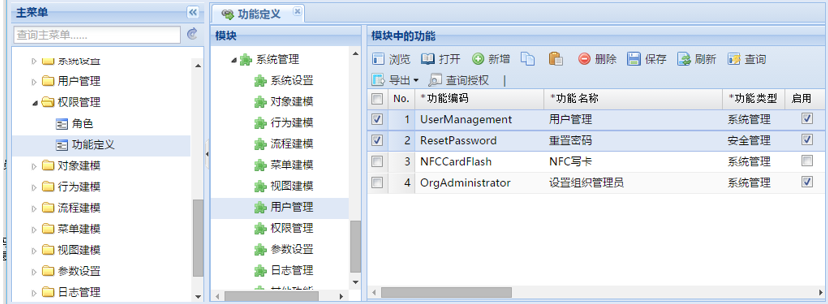 主菜单
查询主菜单......
用户管理
权限管理
角色
功能定义
对象建模
行为建模
流程建模
菜单建模
视图建模
参数设置
日志管理
功能定义
模块
系统管理
系统设置
对象建模
行为建模
流程建模
菜单建模
视图建模
用户管理
权限管理
参数设置
日志管理
模块中的功能
浏览 打开 新增 删除 保存 刷新 查询
导出 查询授权
No. *功能编码 *功能名称 *功能类型 启用
1 UserManagement 用户管理 系统管理
2 ResetPassword 重置密码 安全管理
3 NFCCardFlash NFC写卡 系统管理
4 OrgAdministrator 设置组织管理员 系统管理